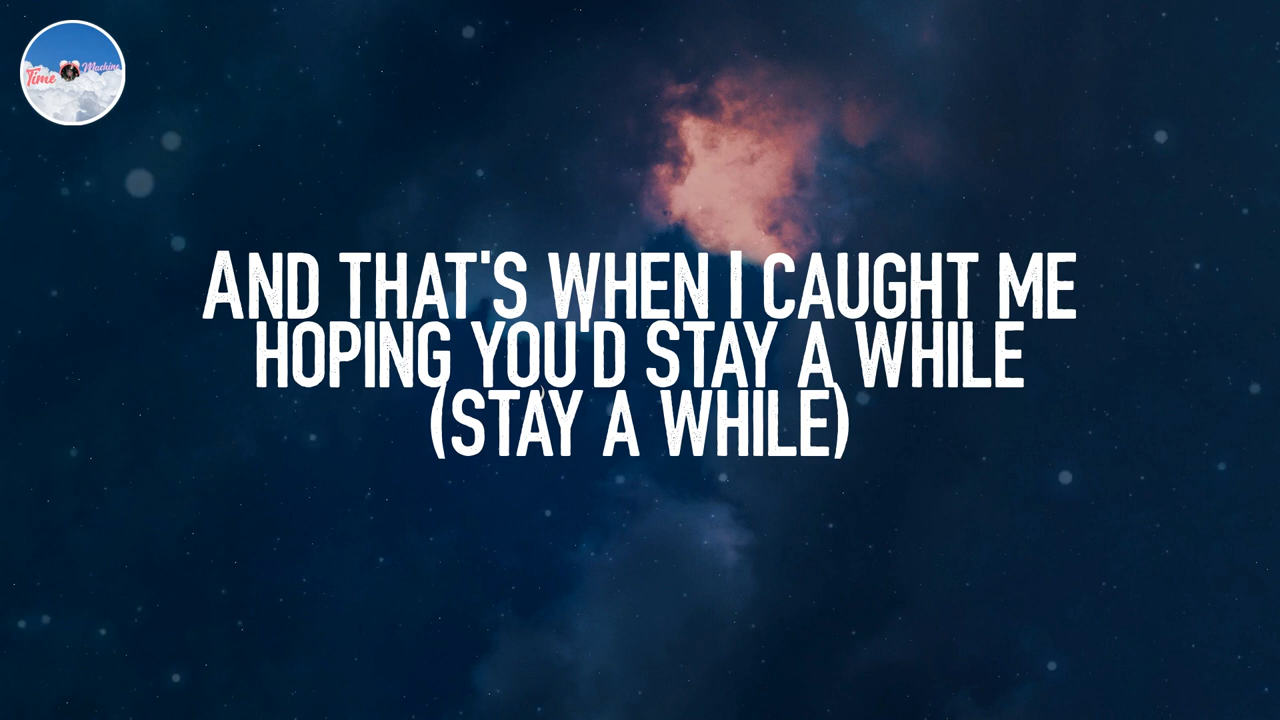 Time Machine
AND THAT'S WHEN I CAUGHT ME
HOPING YOU'D STAY A WHILE
(STAY A WHILE)